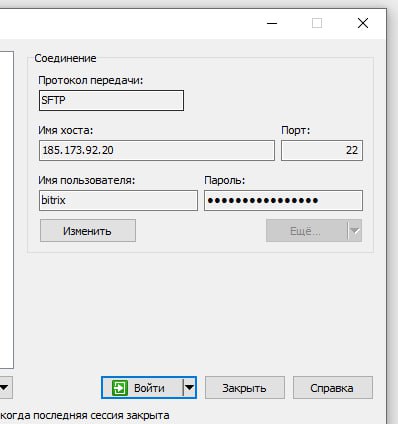 Соединение
Протокол передачи:
SFTP
Имя хоста: Порт:
185.173.92.20 22
Имя пользователя: Пароль:
bitrix ••••••••••••••••
Изменить Ещё...
Войти Закрыть Справка
когда последняя сессия закрыта